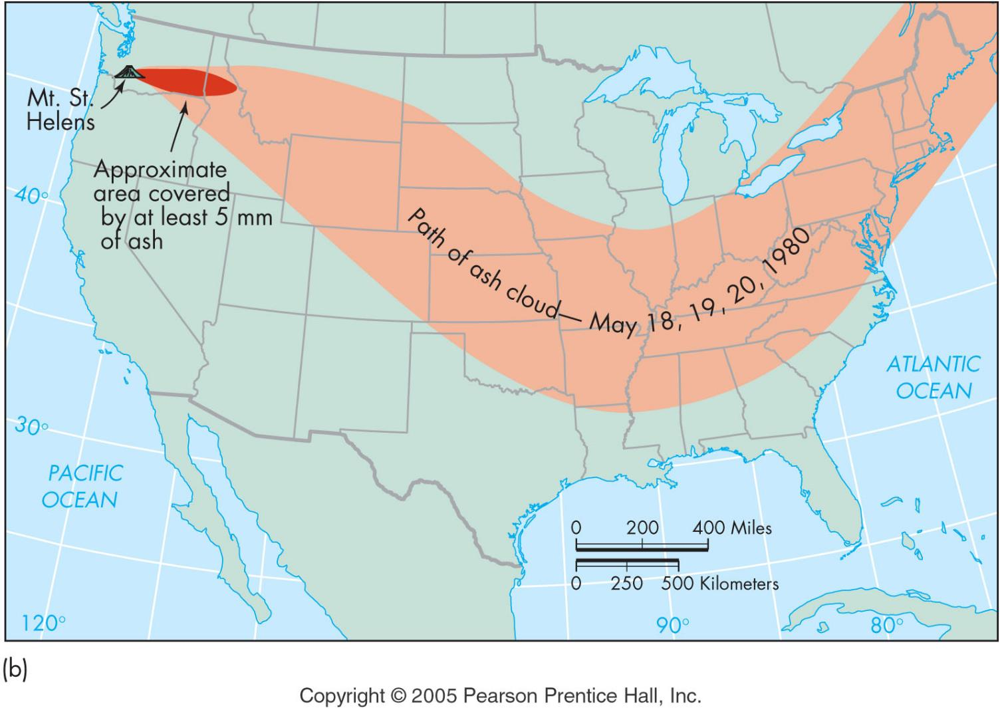 Mt. St.
Helens
Approximate
area covered
by at least 5 mm
of ash
40°
30°
Path of ash cloud— May 18, 19, 20, 1980
ATLANTIC
OCEAN
PACIFIC
OCEAN
0 200 400 Miles
0 250 500 Kilometers
120° 90° 80°
(b)
Copyright © 2005 Pearson Prentice Hall, Inc.